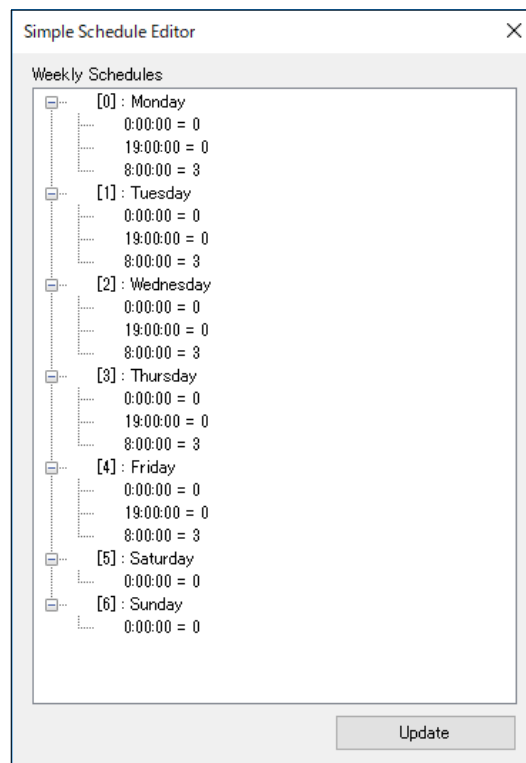 Simple Schedule Editor
Weekly Schedules
[0] : Monday
0:00:00 = 0
19:00:00 = 0
8:00:00 = 3
[1] : Tuesday
0:00:00 = 0
19:00:00 = 0
8:00:00 = 3
[2] : Wednesday
0:00:00 = 0
19:00:00 = 0
8:00:00 = 3
[3] : Thursday
0:00:00 = 0
19:00:00 = 0
8:00:00 = 3
[4] : Friday
0:00:00 = 0
19:00:00 = 0
8:00:00 = 3
[5] : Saturday
0:00:00 = 0
[6] : Sunday
0:00:00 = 0
Update